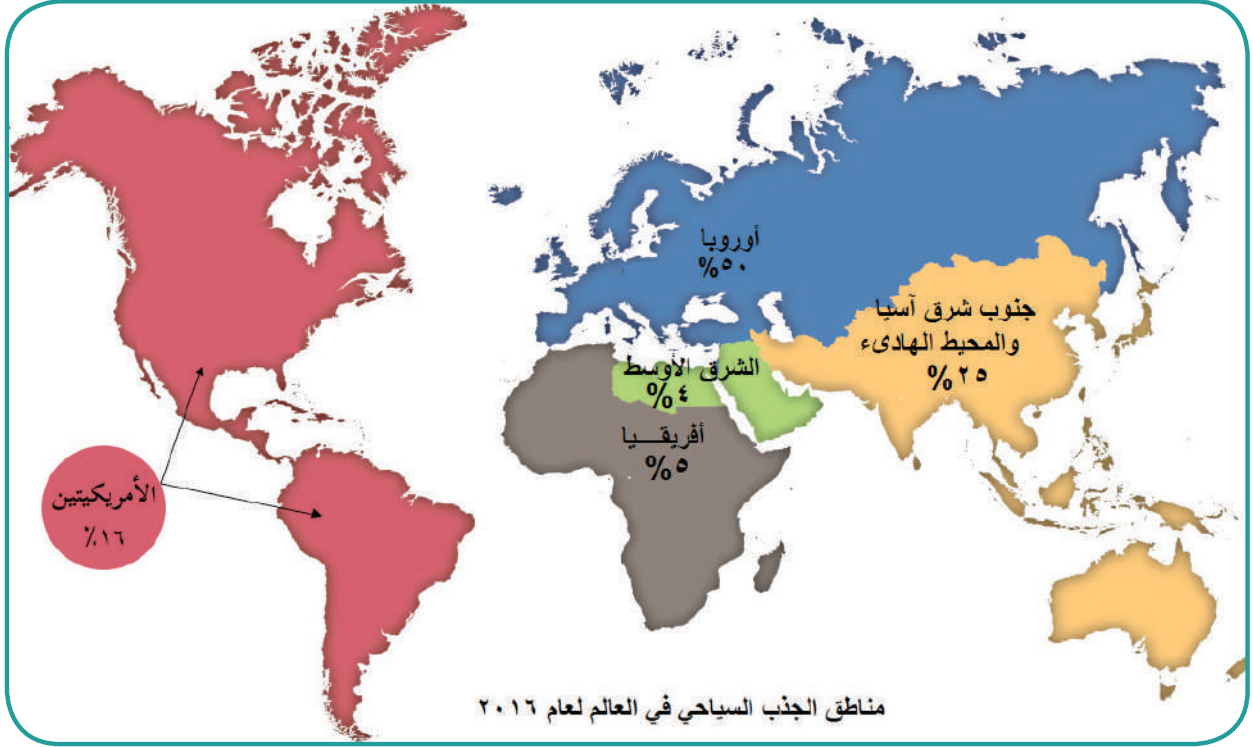 أوروبا
%٥٠
جنوب شرق آسيا
والمحيط الهادىء
%٢٥
الشرق الأوسط
%٤
أفريقـــيا
%٥
الأمريكيتين
٪١٦
مناطق الجذب السياحي في العالم لعام ٢٠١٦